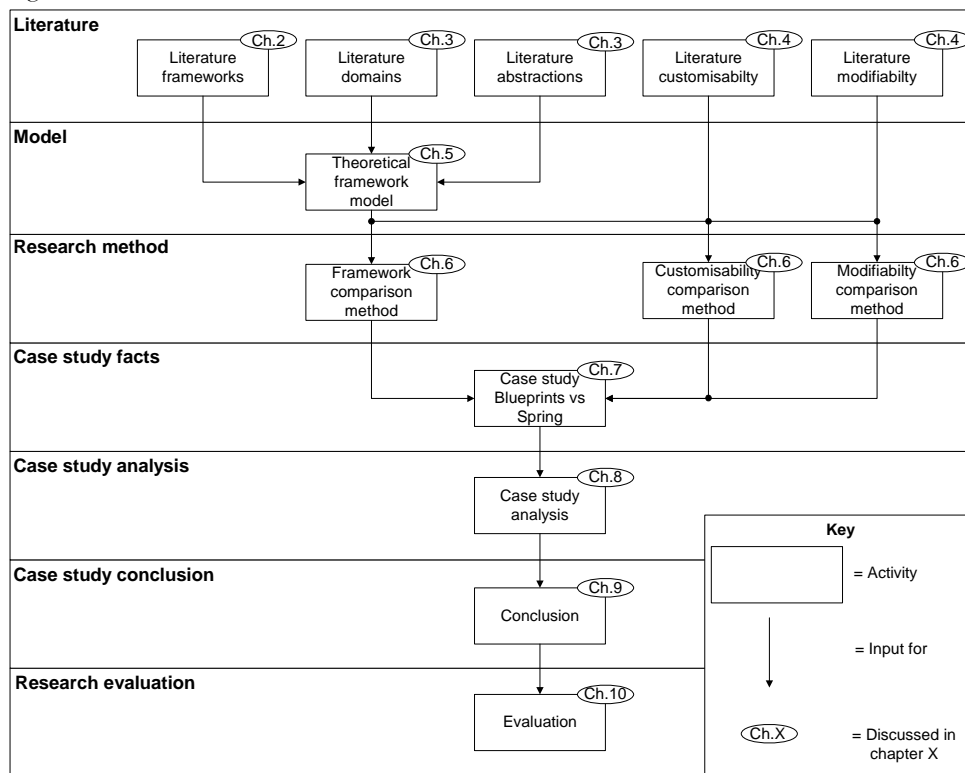 Literature
Ch.2
Ch.3
Ch.3
Ch.4
Ch.4
Literature
frameworks
Literature
domains
Literature
abstractions
Literature
customisabilty
Literature
modifiabilty
Model
Ch.5
Theoretical
framework
model
Research method
Ch.6
Ch.6
Ch.6
Framework
comparison
method
Customisability
comparison
method
Modifiabilty
comparison
method
Case study facts
Ch.7
Case study
Blueprints vs
Spring
Case study analysis
Ch.8
Case study
analysis
Case study conclusion
Ch.9
Conclusion
Research evaluation
Ch.10
Evaluation
Key
= Activity
= Input for
Ch.X
= Discussed in
chapter X